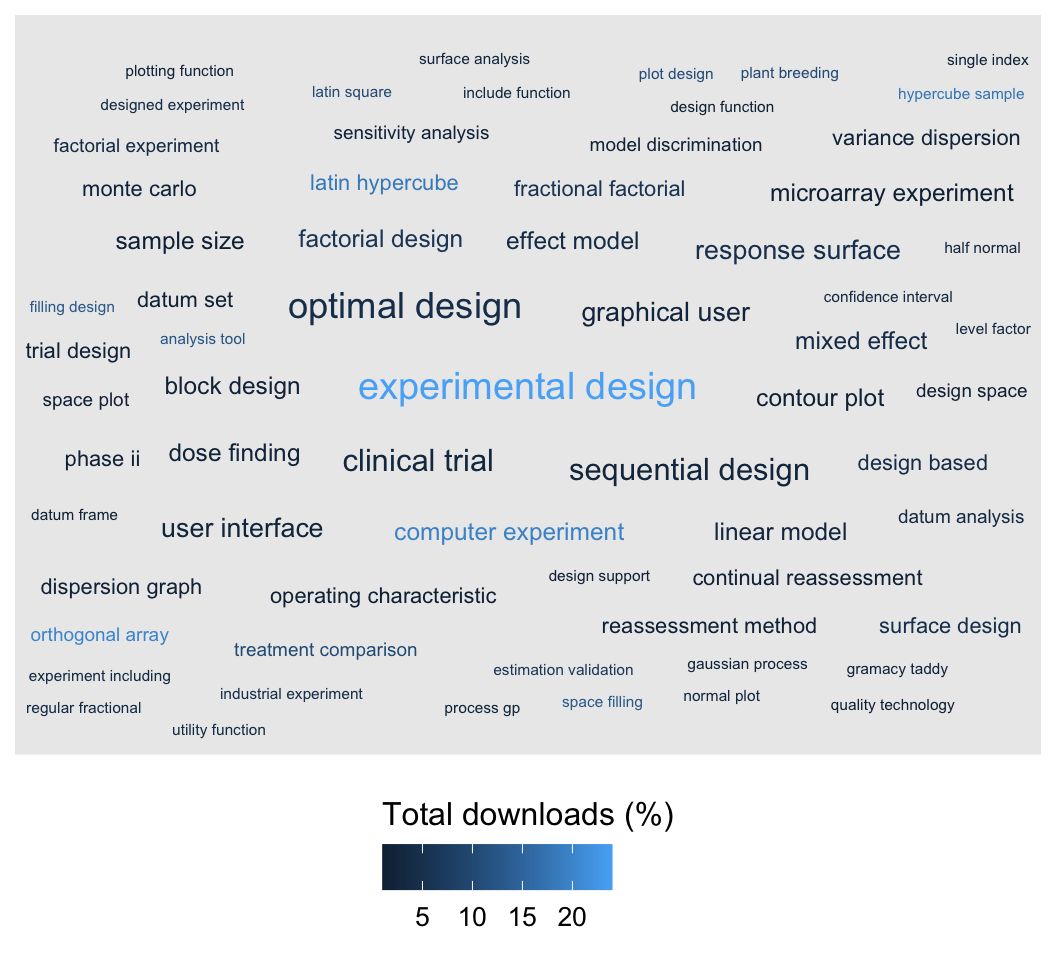 surface analysis
single index
plotting function
plot design
plant breeding
latin square
include function
hypercube sample
designed experiment
design function
sensitivity analysis
variance dispersion
factorial experiment
model discrimination
latin hypercube
monte carlo
fractional factorial
microarray experiment
sample size
factorial design
effect model
response surface
half normal
filling design
datum set
optimal design
graphical user
confidence interval
level factor
trial design
analysis tool
mixed effect
block design
experimental design
space plot
contour plot
design space
phase ii
dose finding
clinical trial
sequential design
design based
datum frame
user interface
computer experiment
linear model
datum analysis
dispersion graph
design support
continual reassessment
operating characteristic
orthogonal array
reassessment method
surface design
treatment comparison
experiment including
estimation validation
gaussian process
gramacy taddy
industrial experiment
regular fractional
process gp
space filling
normal plot
quality technology
utility function
Total downloads (%)
5 10 15 20